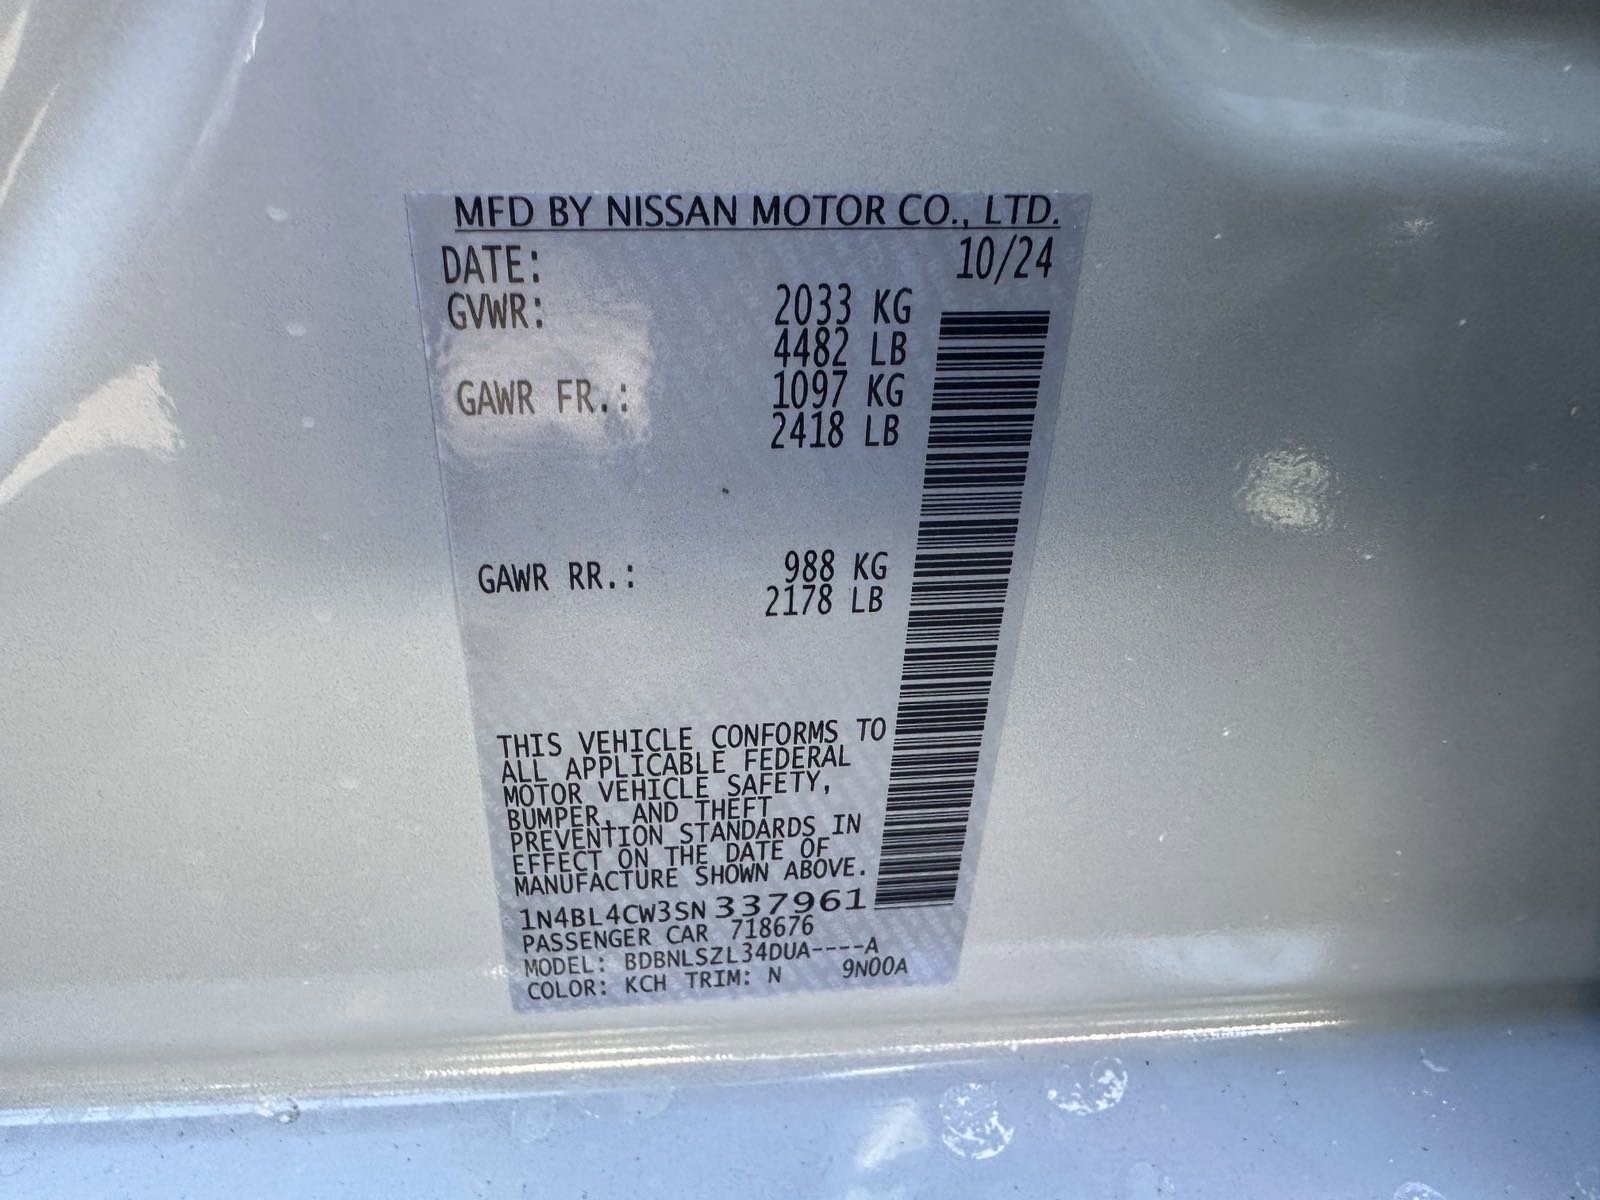 MFD BY NISSAN MOTOR CO., LTD.
DATE: 10/24
GVWR: 2033 KG
4482 LB
GAWR FR.: 1097 KG
2418 LB
GAWR RR.: 988 KG
2178 LB
THIS VEHICLE CONFORMS TO
ALL APPLICABLE FEDERAL
MOTOR VEHICLE SAFETY,
BUMPER, AND THEFT
PREVENTION STANDARDS IN
EFFECT ON THE DATE OF
MANUFACTURE SHOWN ABOVE.
1N4BL4CW3SN337961
PASSENGER CAR 718676
MODEL: BDBNLSZL34DUA----A
COLOR: KCH TRIM: N 9N00A